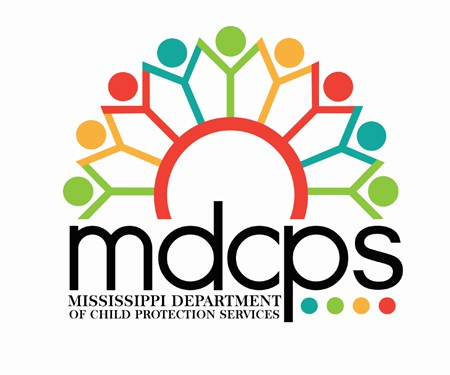 mdcps
MISSISSIPPI DEPARTMENT
OF CHILD PROTECTION SERVICES